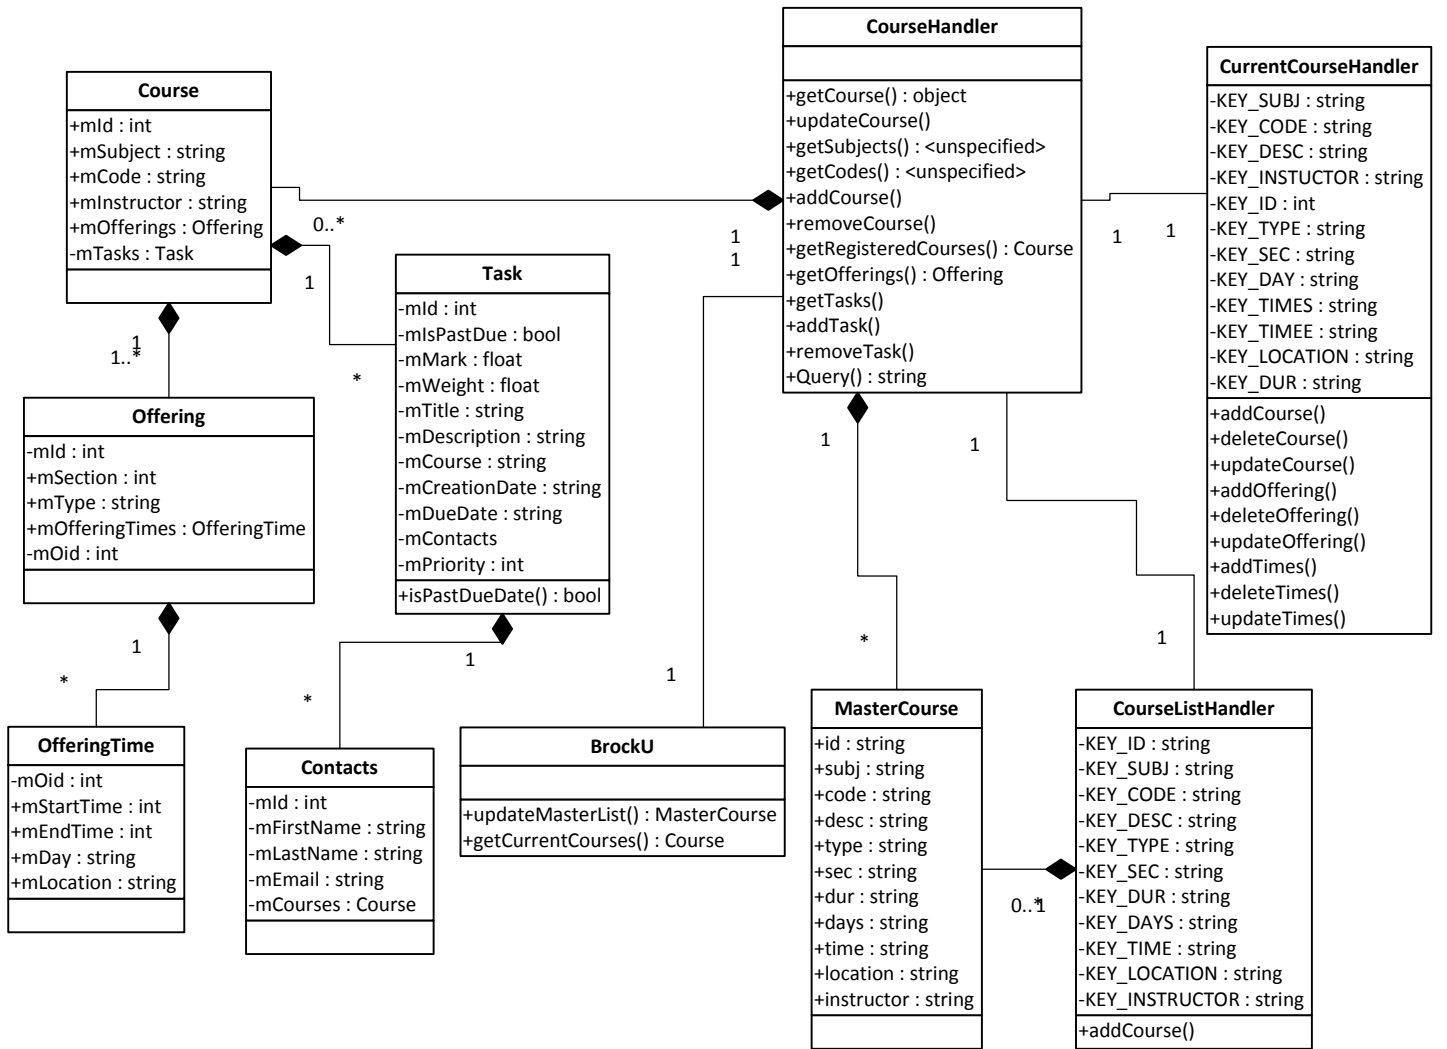 CourseHandler
+getCourse() : object
+updateCourse()
+getSubjects() : <unspecified>
+getCodes() : <unspecified>
+addCourse()
+removeCourse()
+getRegisteredCourses() : Course
+getOfferings() : Offering
+getTasks()
+addTask()
+removeTask()
+Query() : string
CurrentCourseHandler
-KEY_SUBJ : string
-KEY_CODE : string
-KEY_DESC : string
-KEY_INSTUCTOR : string
-KEY_ID : int
-KEY_TYPE : string
-KEY_SEC : string
-KEY_DAY : string
-KEY_TIMES : string
-KEY_TIMEE : string
-KEY_LOCATION : string
-KEY_DUR : string
+addCourse()
+deleteCourse()
+updateCourse()
+addOffering()
+deleteOffering()
+updateOffering()
+addTimes()
+deleteTimes()
+updateTimes()
Course
+mId : int
+mSubject : string
+mCode : string
+mInstructor : string
+mOfferings : Offering
-mTasks : Task
0..*
1
1
1
1
1
*
1
1..*
Task
-mId : int
-mIsPastDue : bool
-mMark : float
-mWeight : float
-mTitle : string
-mDescription : string
-mCourse : string
-mCreationDate : string
-mDueDate : string
-mContacts
-mPriority : int
+isPastDueDate() : bool
Offering
-mId : int
+mSection : int
+mType : string
+mOfferingTimes : OfferingTime
-mOid : int
1
*
1
*
1
1
*
1
1
OfferingTime
-mOid : int
+mStartTime : int
+mEndTime : int
+mDay : string
+mLocation : string
Contacts
-mId : int
-mFirstName : string
-mLastName : string
-mEmail : string
-mCourses : Course
BrockU
+updateMasterList() : MasterCourse
+getCurrentCourses() : Course
MasterCourse
+id : string
+subj : string
+code : string
+desc : string
+type : string
+sec : string
+dur : string
+days : string
+time : string
+location : string
+instructor : string
0..*
1
CourseListHandler
-KEY_ID : string
-KEY_SUBJ : string
-KEY_CODE : string
-KEY_DESC : string
-KEY_TYPE : string
-KEY_SEC : string
-KEY_DUR : string
-KEY_DAYS : string
-KEY_TIME : string
-KEY_LOCATION : string
-KEY_INSTRUCTOR : string
+addCourse()